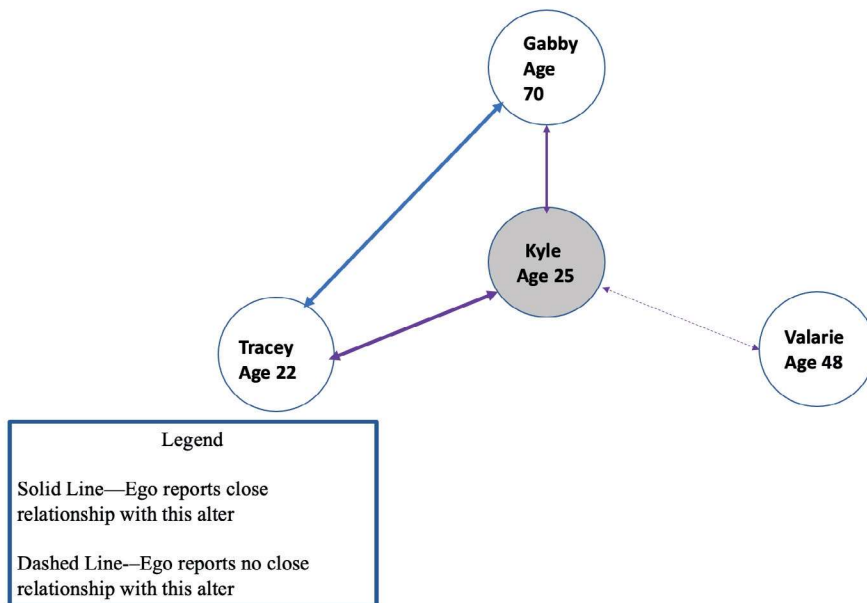 Gabby
Age
70
Kyle
Age 25
Tracey
Age 22
Valarie
Age 48
Legend
Solid Line—Ego reports close
relationship with this alter
Dashed Line-–Ego reports no close
relationship with this alter